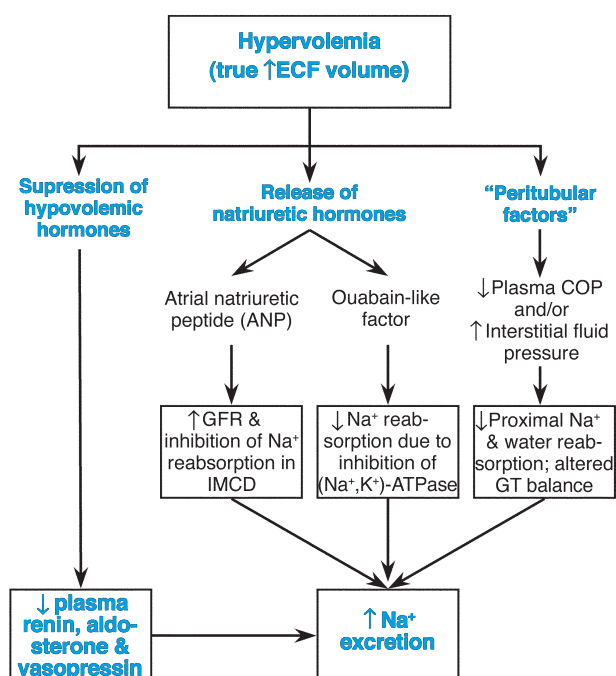 Hypervolemia
(true ↑ECF volume)
Supression of
hypovolemic
hormones
Release of
natriuretic hormones
“Peritubular
factors”
Atrial natriuretic
peptide (ANP)
Ouabain-like
factor
↓Plasma COP
and/or
↑Interstitial fluid
pressure
↑GFR &
inhibition of Na⁺
reabsorption in
IMCD
↓Na⁺ reab-
sorption due to
inhibition of
(Na⁺,K⁺)-ATPase
↓Proximal Na⁺
& water reab-
sorption; altered
GT balance
↓ plasma
renin, aldo-
sterone &
vasopressin
↑ Na⁺
excretion